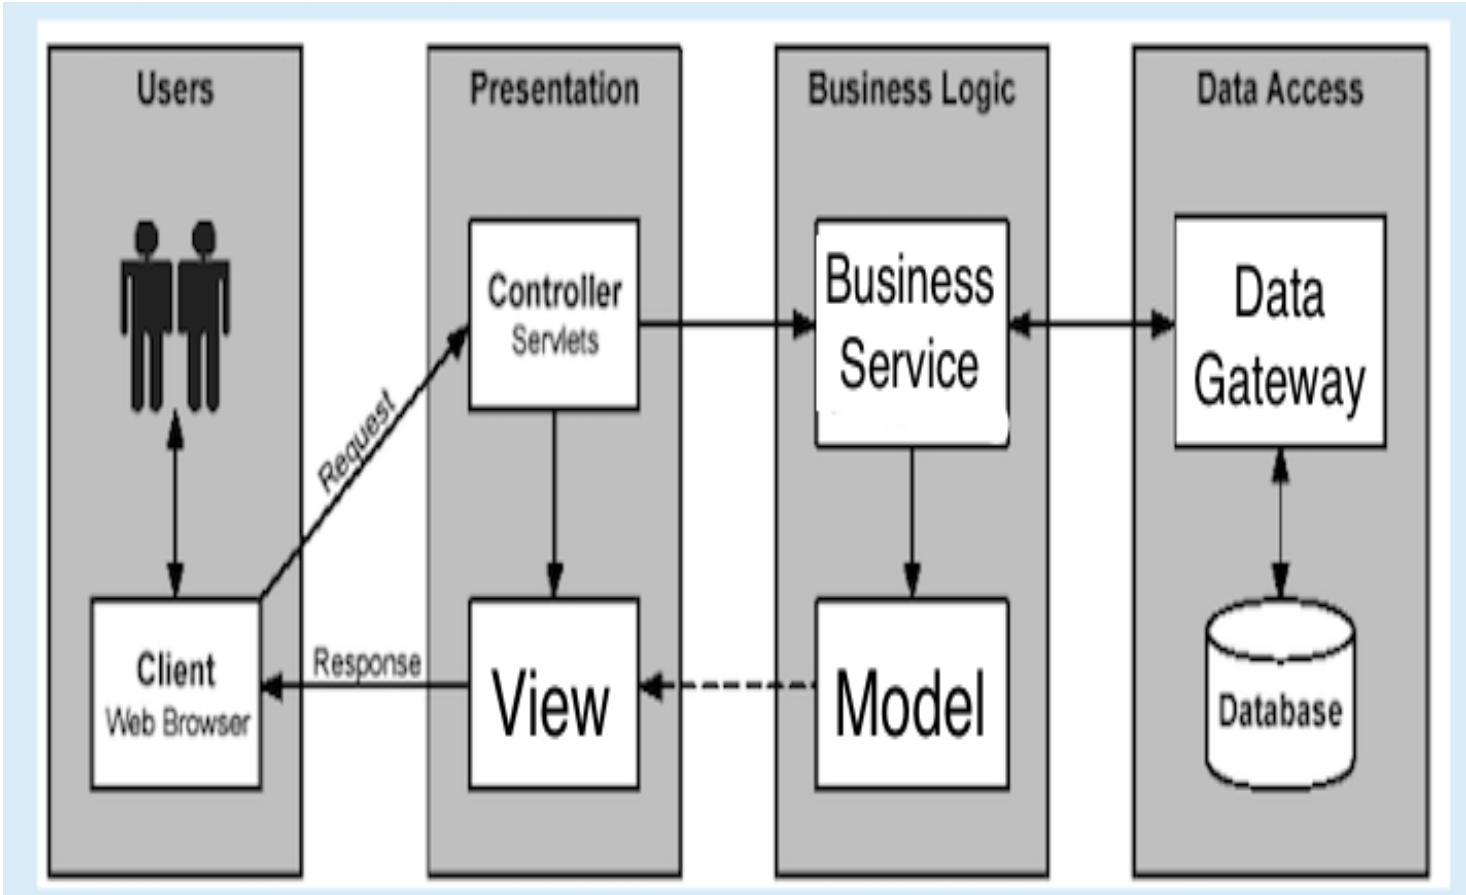 Users
Presentation
Business Logic
Data Access
Controller
Servlets
Business
Service
Data
Gateway
Request
Response
Client
Web Browser
View
Model
Database